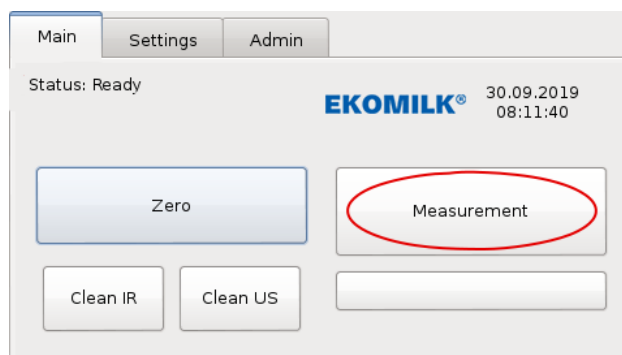 Main Settings Admin
Status: Ready
EKOMILK® 30.09.2019
08:11:40
Zero Measurement
Clean IR Clean US